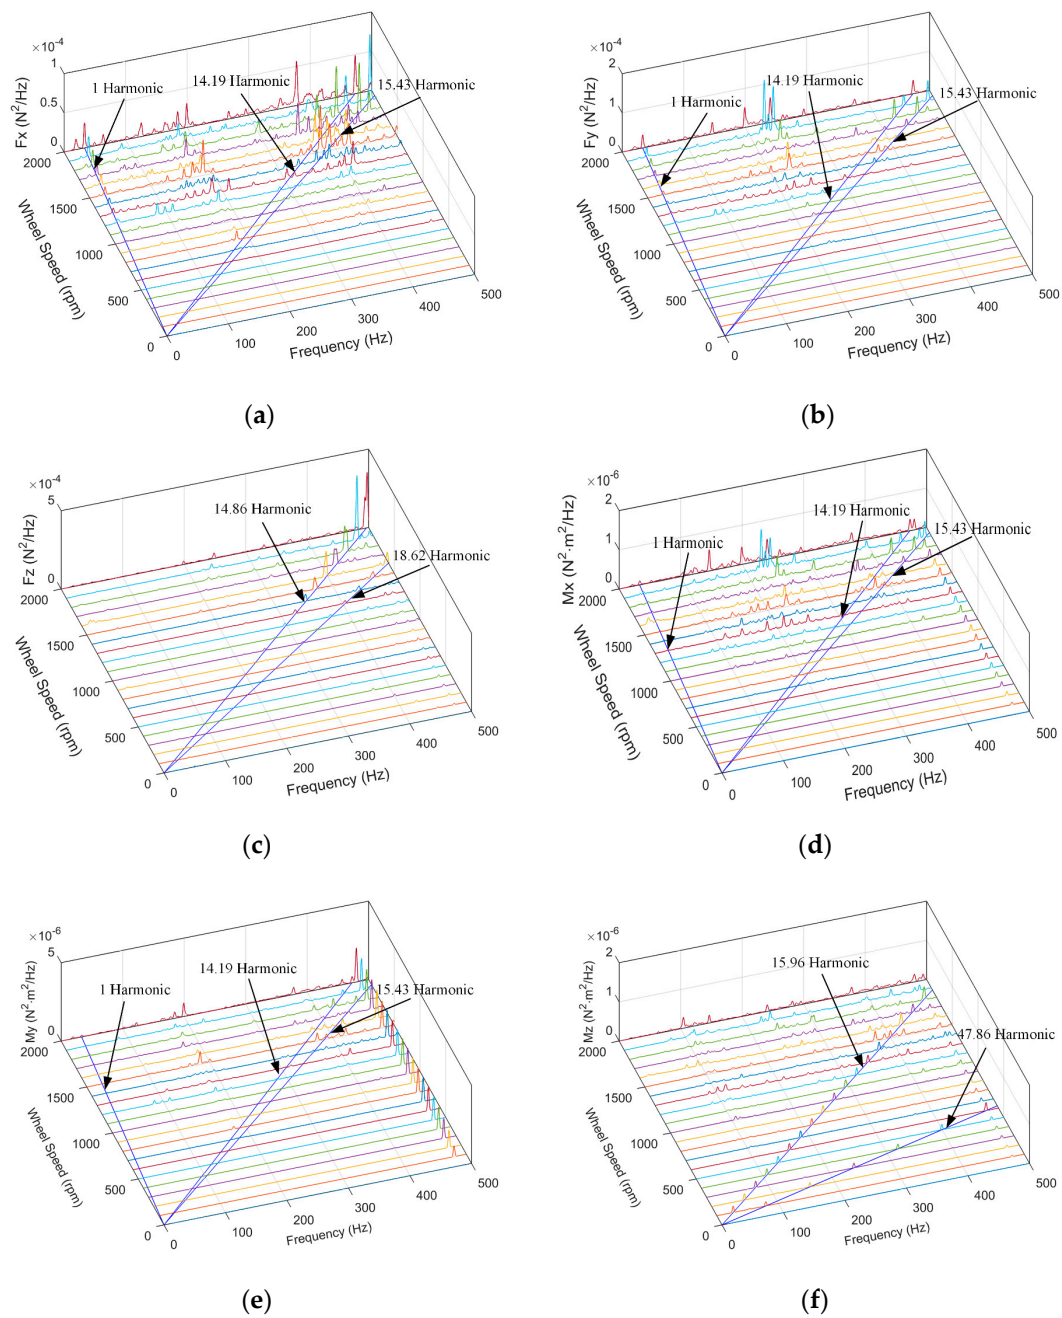 ×10⁻⁴
1
0.5
0
Fx (N²/Hz)
1 Harmonic
14.19 Harmonic
15.43 Harmonic
2000
1500
1000
500
0
Wheel Speed (rpm)
0
100
200
300
400
500
Frequency (Hz)
(a)
×10⁻⁴
2
1
0
Fy (N²/Hz)
1 Harmonic
14.19 Harmonic
15.43 Harmonic
2000
1500
1000
500
0
Wheel Speed (rpm)
0
100
200
300
400
500
Frequency (Hz)
(b)
×10⁻⁴
5
0
Fz (N²/Hz)
14.86 Harmonic
18.62 Harmonic
2000
1500
1000
500
0
Wheel Speed (rpm)
0
100
200
300
400
500
Frequency (Hz)
(c)
×10⁻⁶
2
1
0
Mx (N²·m²/Hz)
1 Harmonic
14.19 Harmonic
15.43 Harmonic
2000
1500
1000
500
0
Wheel Speed (rpm)
0
100
200
300
400
500
Frequency (Hz)
(d)
×10⁻⁶
5
0
My (N²·m²/Hz)
1 Harmonic
14.19 Harmonic
15.43 Harmonic
2000
1500
1000
500
0
Wheel Speed (rpm)
0
100
200
300
400
500
Frequency (Hz)
(e)
×10⁻⁶
2
1
0
Mz (N²·m²/Hz)
15.96 Harmonic
47.86 Harmonic
2000
1500
1000
500
0
Wheel Speed (rpm)
0
100
200
300
400
500
Frequency (Hz)
(f)